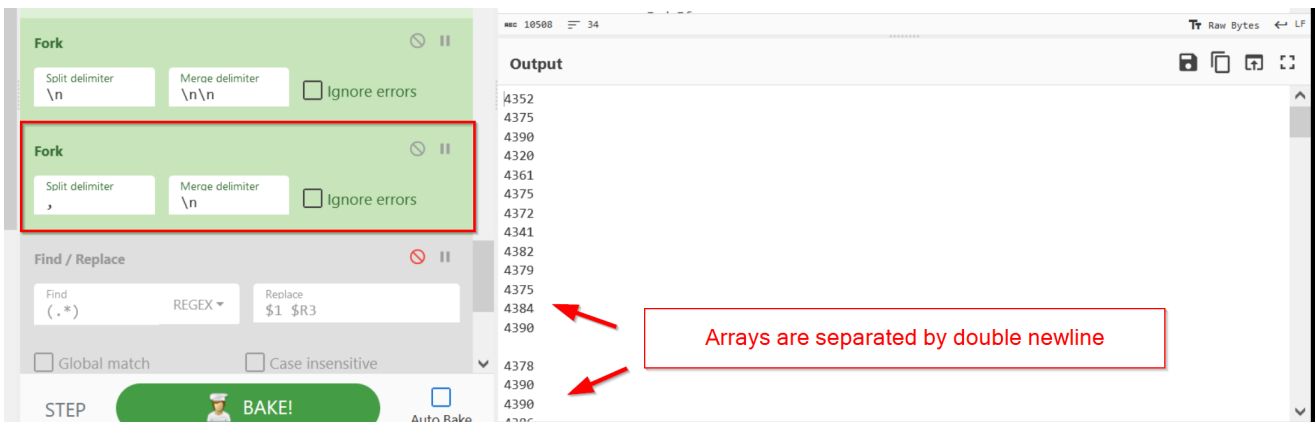 Fork
Split delimiter
\n
Merge delimiter
\n\n
Ignore errors
Fork
Split delimiter
,
Merge delimiter
\n
Ignore errors
Find / Replace
Find
(.*)
REGEX
Replace
$1 $R3
Global match
Case insensitive
STEP
BAKE!
Auto Bake
REC 10508 34
Raw Bytes LF
Output
4352
4375
4390
4320
4361
4375
4372
4341
4382
4379
4375
4384
4390
4378
4390
4390
Arrays are separated by double newline